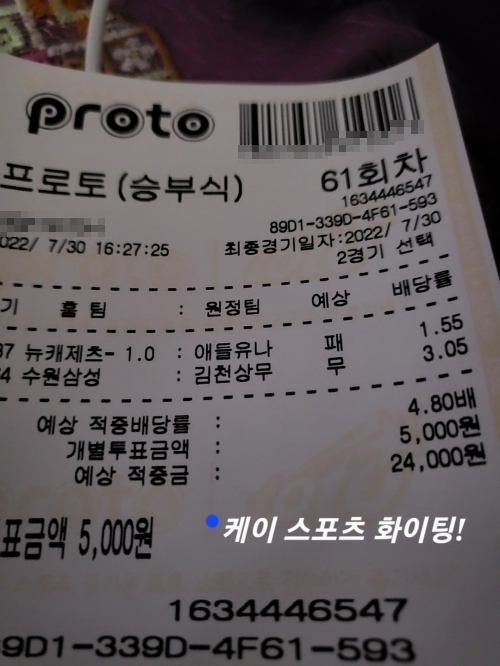 proto
프로토(승부식) 61회차
1634446547
89D1-339D-4F61-593
022/ 7/30 16:27:25 최종경기일자:2022/ 7/30
2경기 선택
기 홈 팀 : 원정팀 예상 배당률
37 뉴캐제츠- 1.0 : 애들유나 패 1.55
4 수원삼성 : 김천상무 무 3.05
예상 적중배당률 : 4.80배
개별투표금액 : 5,000원
예상 적중금 : 24,000원
표금액 5,000원
케이 스포츠 화이팅!
1634446547
9D1-339D-4F61-593